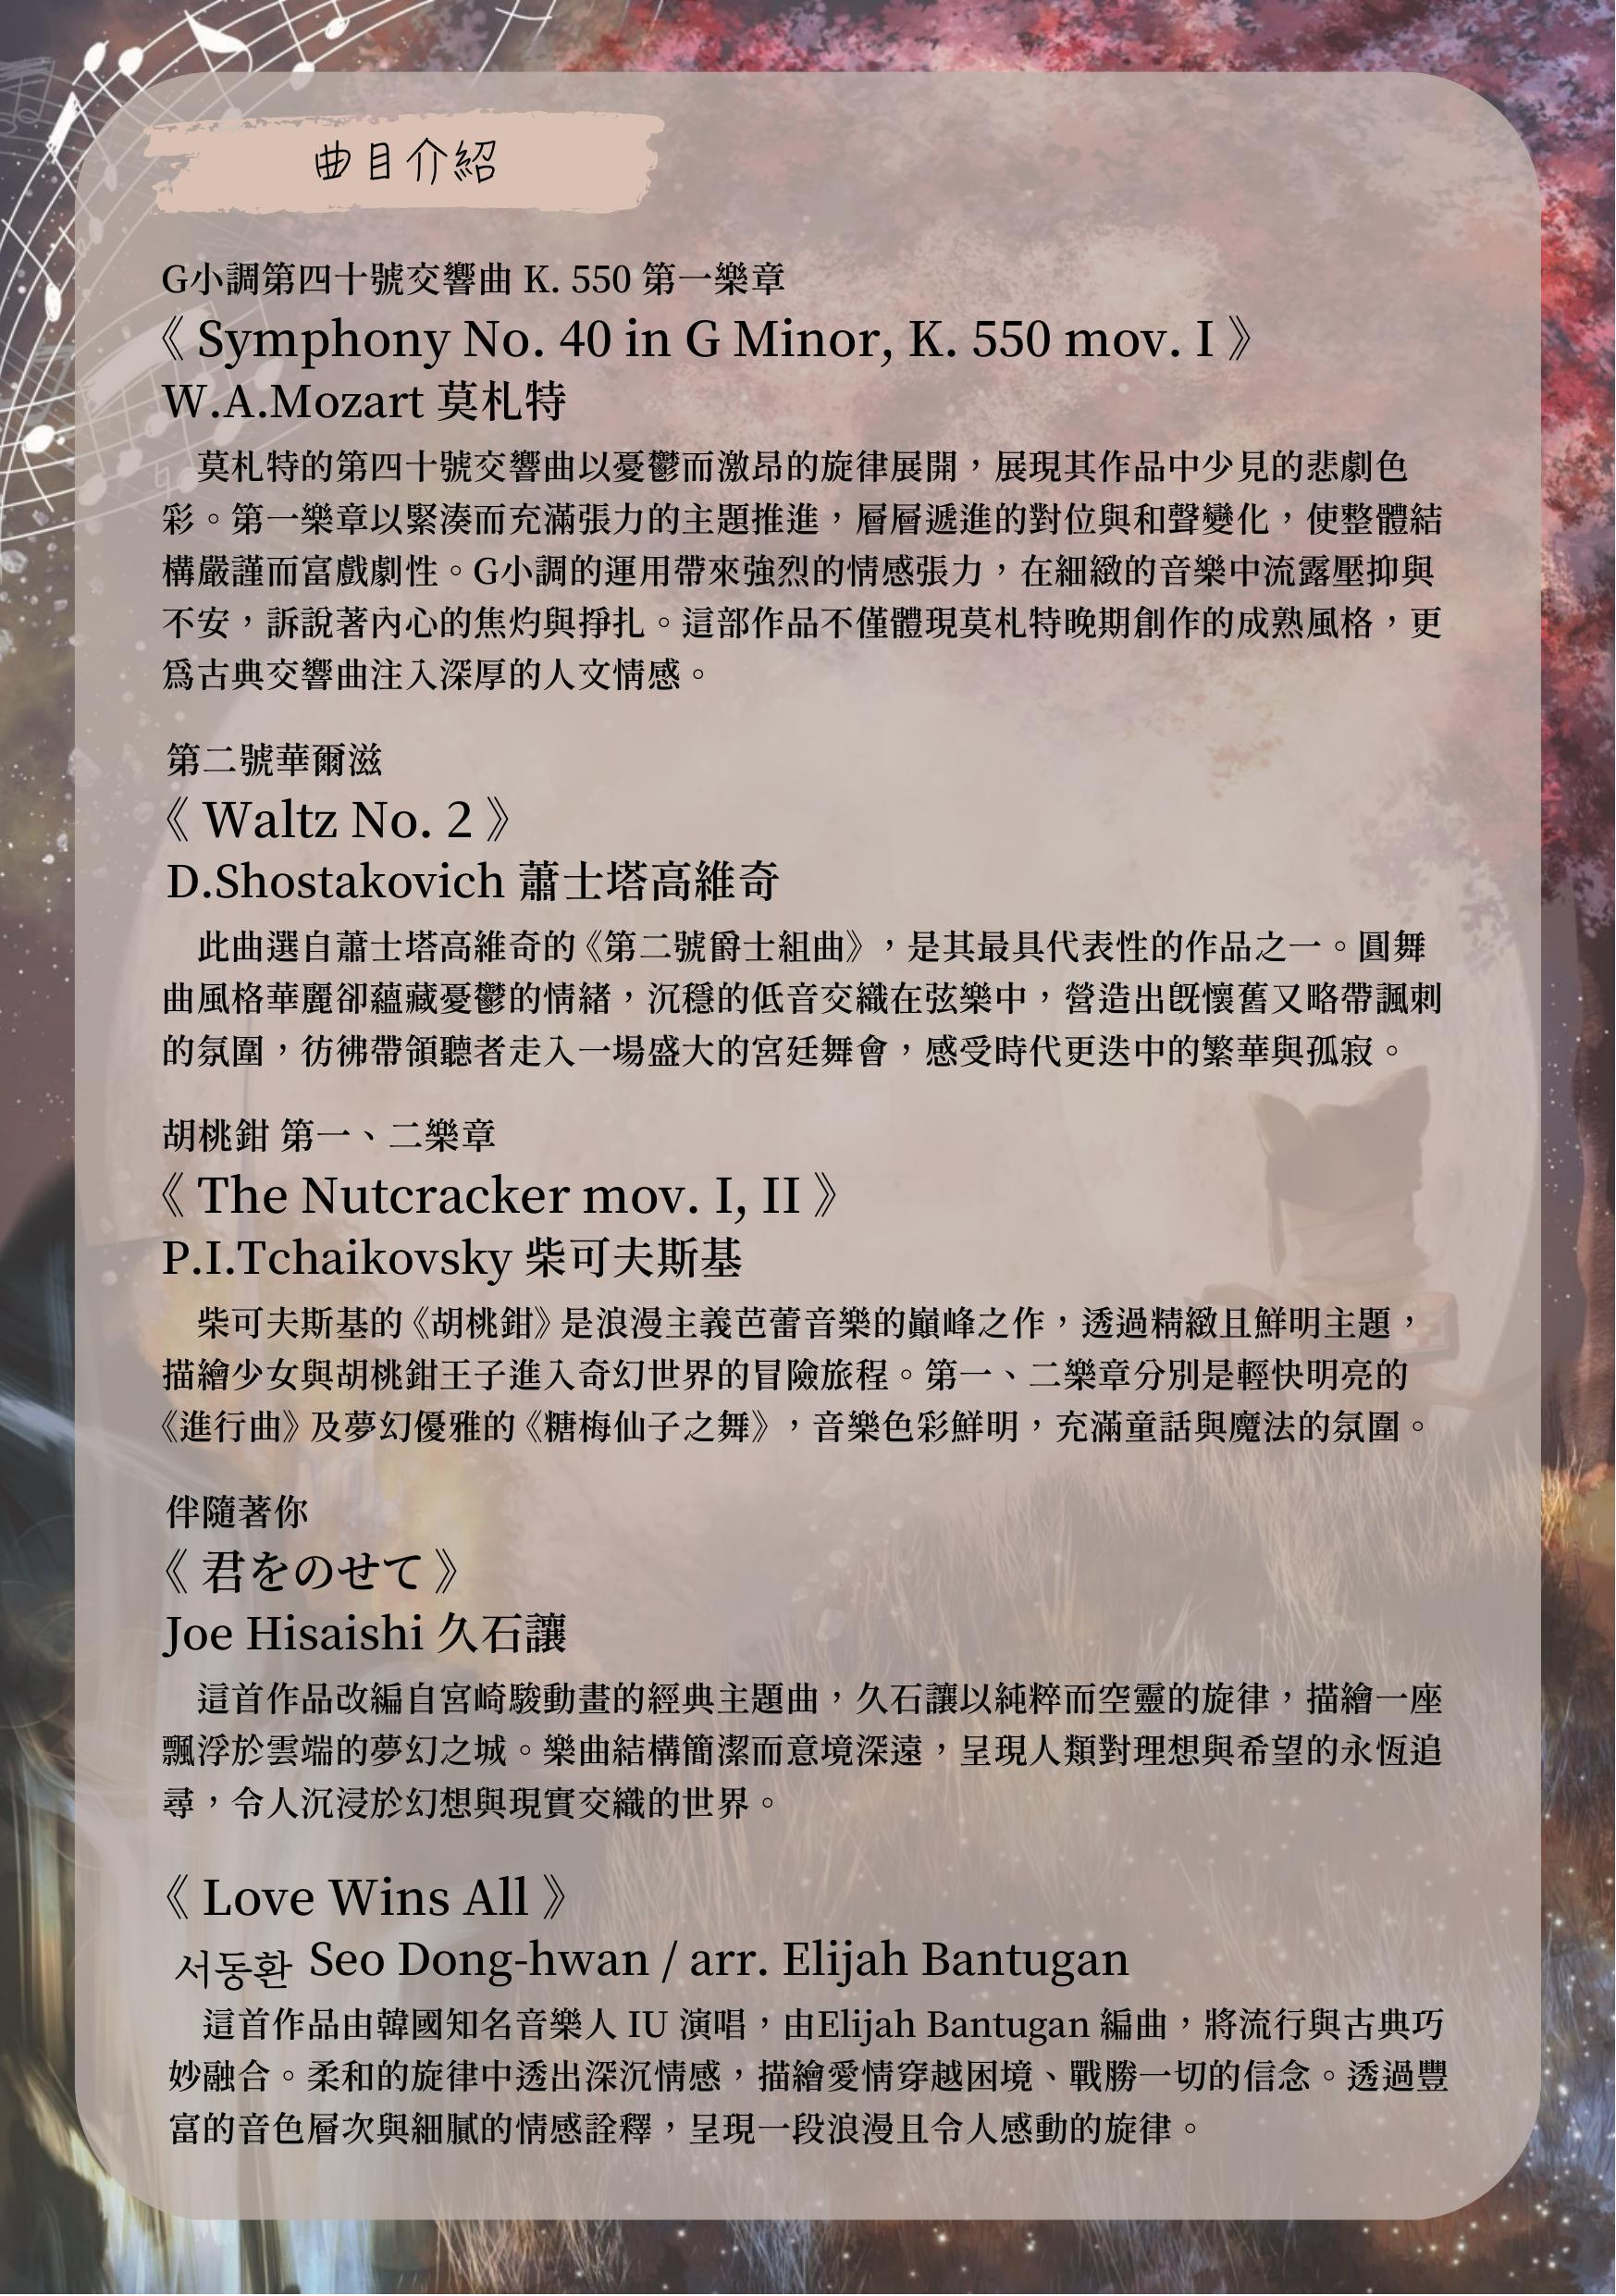 曲目介紹
G小調第四十號交響曲 K. 550 第一樂章
《 Symphony No. 40 in G Minor, K. 550 mov. I 》
W.A.Mozart 莫札特
莫札特的第四十號交響曲以憂鬱而激昂的旋律展開，展現其作品中少見的悲劇色
彩。第一樂章以緊湊而充滿張力的主題推進，層層遞進的對位與和聲變化，使整體結
構嚴謹而富戲劇性。G小調的運用帶來強烈的情感張力，在細緻的音樂中流露壓抑與
不安，訴說著內心的焦灼與掙扎。這部作品不僅體現莫札特晚期創作的成熟風格，更
為古典交響曲注入深厚的人文情感。
第二號華爾滋
《 Waltz No. 2 》
D.Shostakovich 蕭士塔高維奇
此曲選自蕭士塔高維奇的《第二號爵士組曲》，是其最具代表性的作品之一。圓舞
曲風格華麗卻蘊藏憂鬱的情緒，沉穩的低音交織在弦樂中，營造出既懷舊又略帶諷刺
的氛圍，彷彿帶領聽者走入一場盛大的宮廷舞會，感受時代更迭中的繁華與孤寂。
胡桃鉗 第一、二樂章
《 The Nutcracker mov. I, II 》
P.I.Tchaikovsky 柴可夫斯基
柴可夫斯基的《胡桃鉗》是浪漫主義芭蕾音樂的巔峰之作，透過精緻且鮮明主題，
描繪少女與胡桃鉗王子進入奇幻世界的冒險旅程。第一、二樂章分別是輕快明亮的
《進行曲》及夢幻優雅的《糖梅仙子之舞》，音樂色彩鮮明，充滿童話與魔法的氛圍。
伴隨著你
《 君をのせて 》
Joe Hisaishi 久石讓
這首作品改編自宮崎駿動畫的經典主題曲，久石讓以純粹而空靈的旋律，描繪一座
飄浮於雲端的夢幻之城。樂曲結構簡潔而意境深遠，呈現人類對理想與希望的永恆追
尋，令人沉浸於幻想與現實交織的世界。
《 Love Wins All 》
서동환 Seo Dong-hwan / arr. Elijah Bantugan
這首作品由韓國知名音樂人 IU 演唱，由Elijah Bantugan 編曲，將流行與古典巧
妙融合。柔和的旋律中透出深沉情感，描繪愛情穿越困境、戰勝一切的信念。透過豐
富的音色層次與細膩的情感詮釋，呈現一段浪漫且令人感動的旋律。